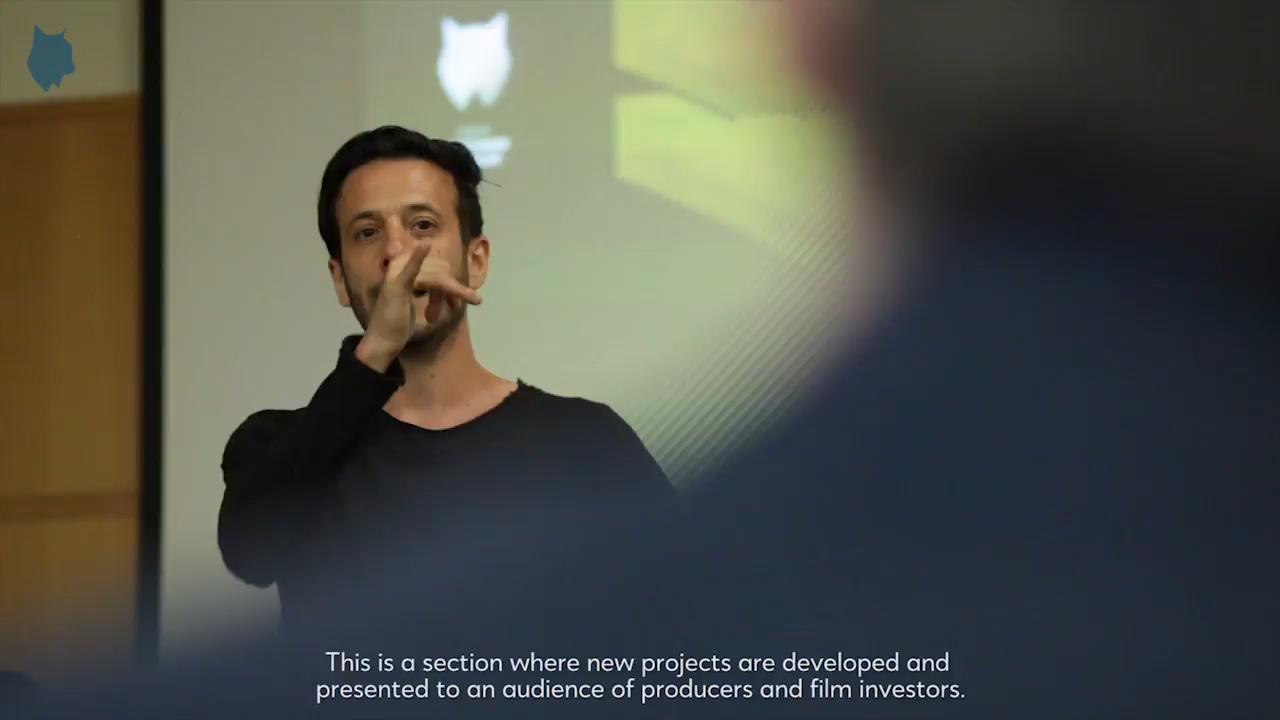 This is a section where new projects are developed and
presented to an audience of producers and film investors.